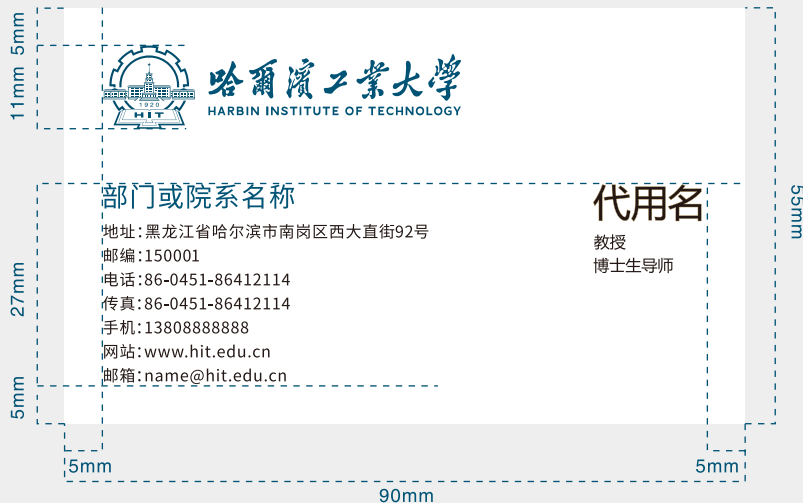 5mm
11mm
1920
HIT
哈爾濱工業大學
HARBIN INSTITUTE OF TECHNOLOGY
部门或院系名称
地址:黑龙江省哈尔滨市南岗区西大直街92号
邮编:150001
电话:86-0451-86412114
传真:86-0451-86412114
手机:13808888888
网站:www.hit.edu.cn
邮箱:name@hit.edu.cn
代用名
教授
博士生导师
27mm
5mm
55mm
5mm
5mm
90mm